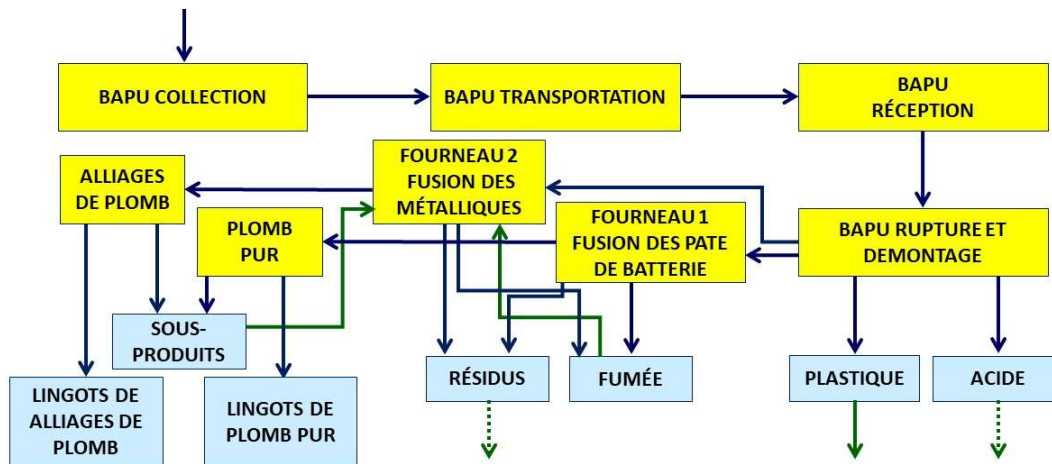 BAPU COLLECTION
BAPU TRANSPORTATION
BAPU
RÉCEPTION
FOURNEAU 2
FUSION DES
MÉTALLIQUES
ALLIAGES
DE PLOMB
PLOMB
PUR
FOURNEAU 1
FUSION DES PATE
DE BATTERIE
BAPU RUPTURE ET
DEMONTAGE
SOUS-
PRODUITS
RÉSIDUS
FUMÉE
PLASTIQUE
ACIDE
LINGOTS DE
ALLIAGES DE
PLOMB
LINGOTS DE
PLOMB PUR